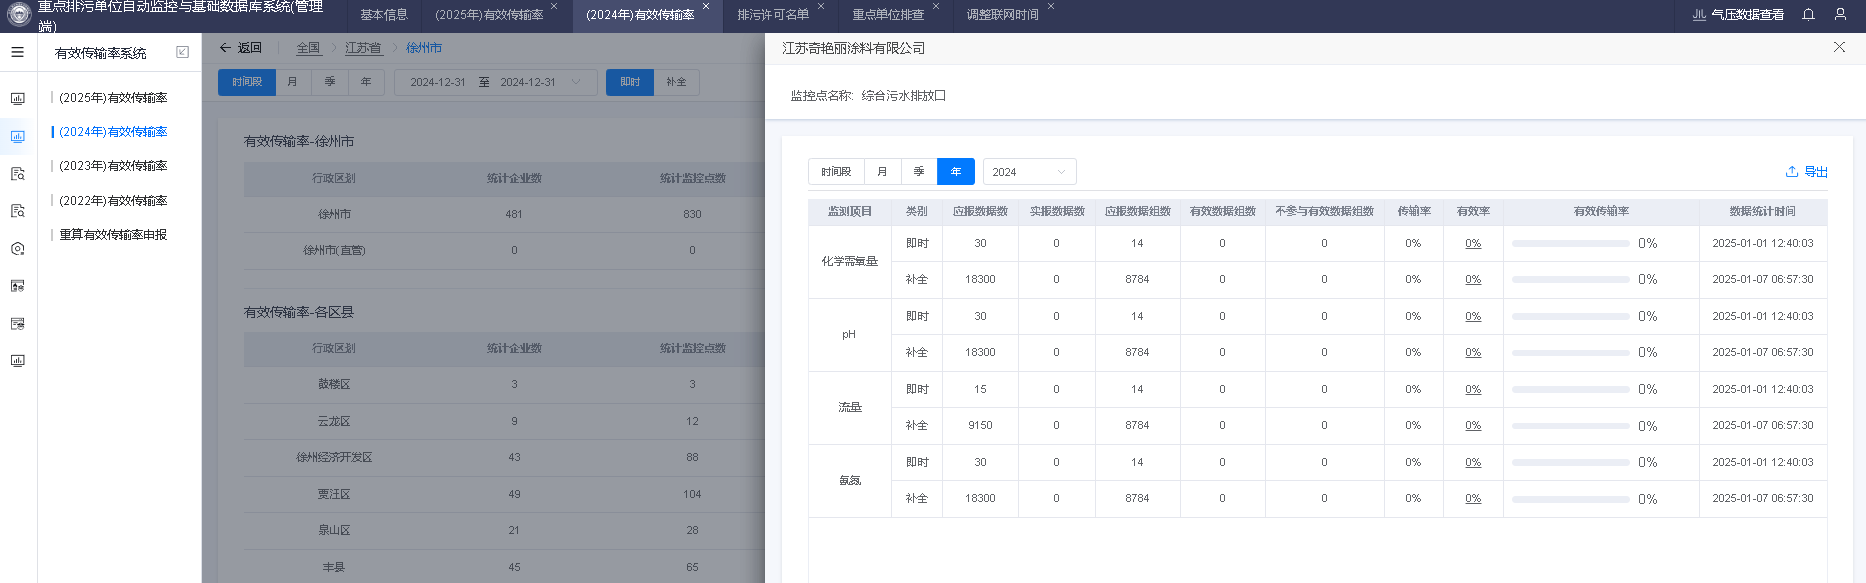 重点排污单位自动监控与基础数据库系统(管理端)
基本信息 (2025年)有效传输率 (2024年)有效传输率 排污许可名单 重点单位排查 调整联网时间 气压数据查看
有效传输率系统
(2025年)有效传输率
(2024年)有效传输率
(2023年)有效传输率
(2022年)有效传输率
重算有效传输率申报
返回 全国 江苏省 徐州市
时间段 月 季 年 2024-12-31 至 2024-12-31 即时 补全
有效传输率-徐州市
行政区划 统计企业数 统计监控点数
徐州市 481 830
徐州市(直管) 0 0
有效传输率-各区县
行政区划 统计企业数 统计监控点数
鼓楼区 3 3
云龙区 9 12
徐州经济开发区 43 88
贾汪区 49 104
泉山区 21 28
丰县 45 65
江苏奇艳丽涂料有限公司
监控点名称: 综合污水排放口
时间段 月 季 年 2024 导出
监测项目 类别 应报数据数 实报数据数 应报数据组数 有效数据组数 不参与有效数据组数 传输率 有效率 有效传输率 数据统计时间
化学需氧量
即时 30 0 14 0 0 0% 0% 0% 2025-01-01 12:40:03
补全 18300 0 8784 0 0 0% 0% 0% 2025-01-07 06:57:30
pH
即时 30 0 14 0 0 0% 0% 0% 2025-01-01 12:40:03
补全 18300 0 8784 0 0 0% 0% 0% 2025-01-07 06:57:30
流量
即时 15 0 14 0 0 0% 0% 0% 2025-01-01 12:40:03
补全 9150 0 8784 0 0 0% 0% 0% 2025-01-07 06:57:30
氨氮
即时 30 0 14 0 0 0% 0% 0% 2025-01-01 12:40:03
补全 18300 0 8784 0 0 0% 0% 0% 2025-01-07 06:57:30